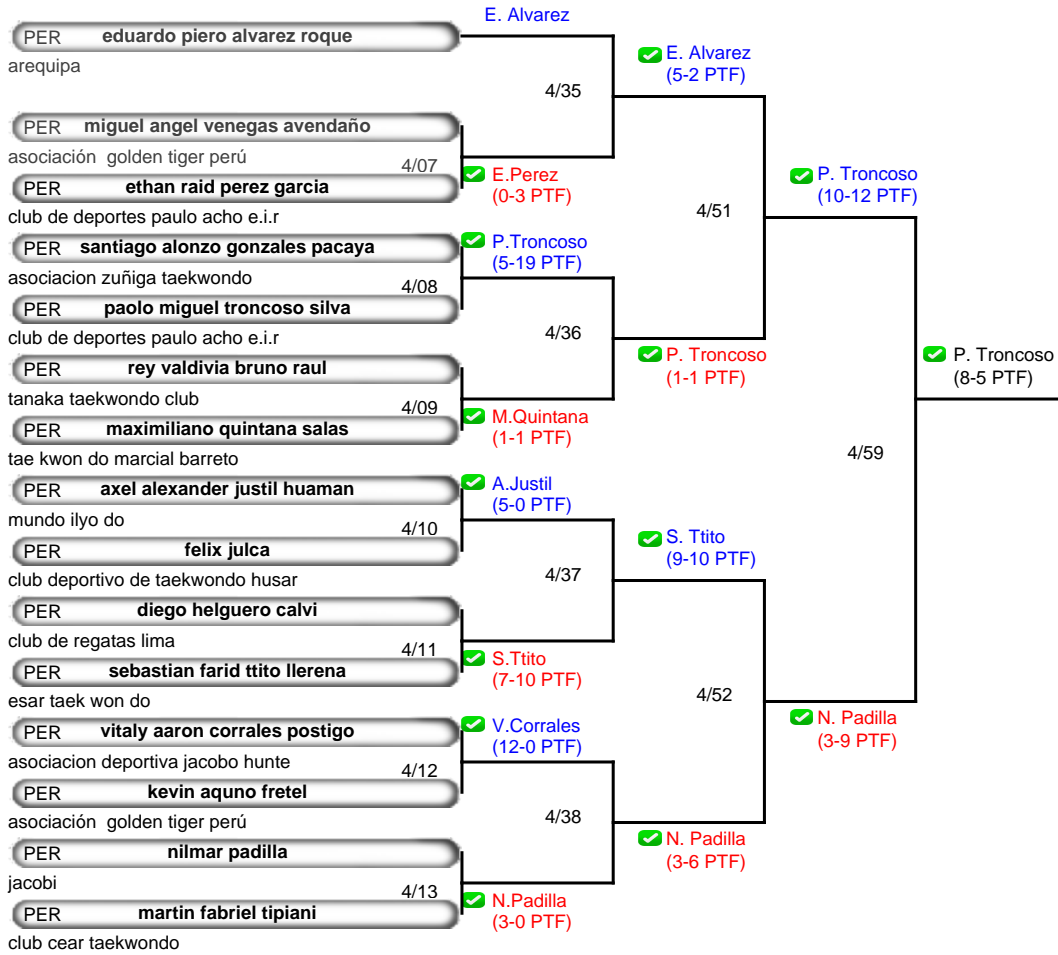 E. Alvarez
PER eduardo piero alvarez roque
arequipa
E. Alvarez
(5-2 PTF)
4/35
PER miguel angel venegas avendaño
asociación golden tiger perú
4/07
E.Perez
(0-3 PTF)
PER ethan raid perez garcia
club de deportes paulo acho e.i.r
P. Troncoso
(10-12 PTF)
4/51
PER santiago alonzo gonzales pacaya
P.Troncoso
(5-19 PTF)
asociacion zuñiga taekwondo
4/08
PER paolo miguel troncoso silva
club de deportes paulo acho e.i.r
4/36
P. Troncoso
(1-1 PTF)
P. Troncoso
(8-5 PTF)
PER rey valdivia bruno raul
tanaka taekwondo club
4/09
M.Quintana
(1-1 PTF)
PER maximiliano quintana salas
tae kwon do marcial barreto
4/59
PER axel alexander justil huaman
A.Justil
(5-0 PTF)
mundo ilyo do
4/10
S. Ttito
(9-10 PTF)
PER felix julca
club deportivo de taekwondo husar
4/37
PER diego helguero calvi
club de regatas lima
4/11
S.Ttito
(7-10 PTF)
PER sebastian farid ttito llerena
esar taek won do
4/52
N. Padilla
(3-9 PTF)
PER vitaly aaron corrales postigo
V.Corrales
(12-0 PTF)
asociacion deportiva jacobo hunte
4/12
PER kevin aquno fretel
asociación golden tiger perú
4/38
N. Padilla
(3-6 PTF)
PER nilmar padilla
jacobi
4/13
N.Padilla
(3-0 PTF)
PER martin fabriel tipiani
club cear taekwondo